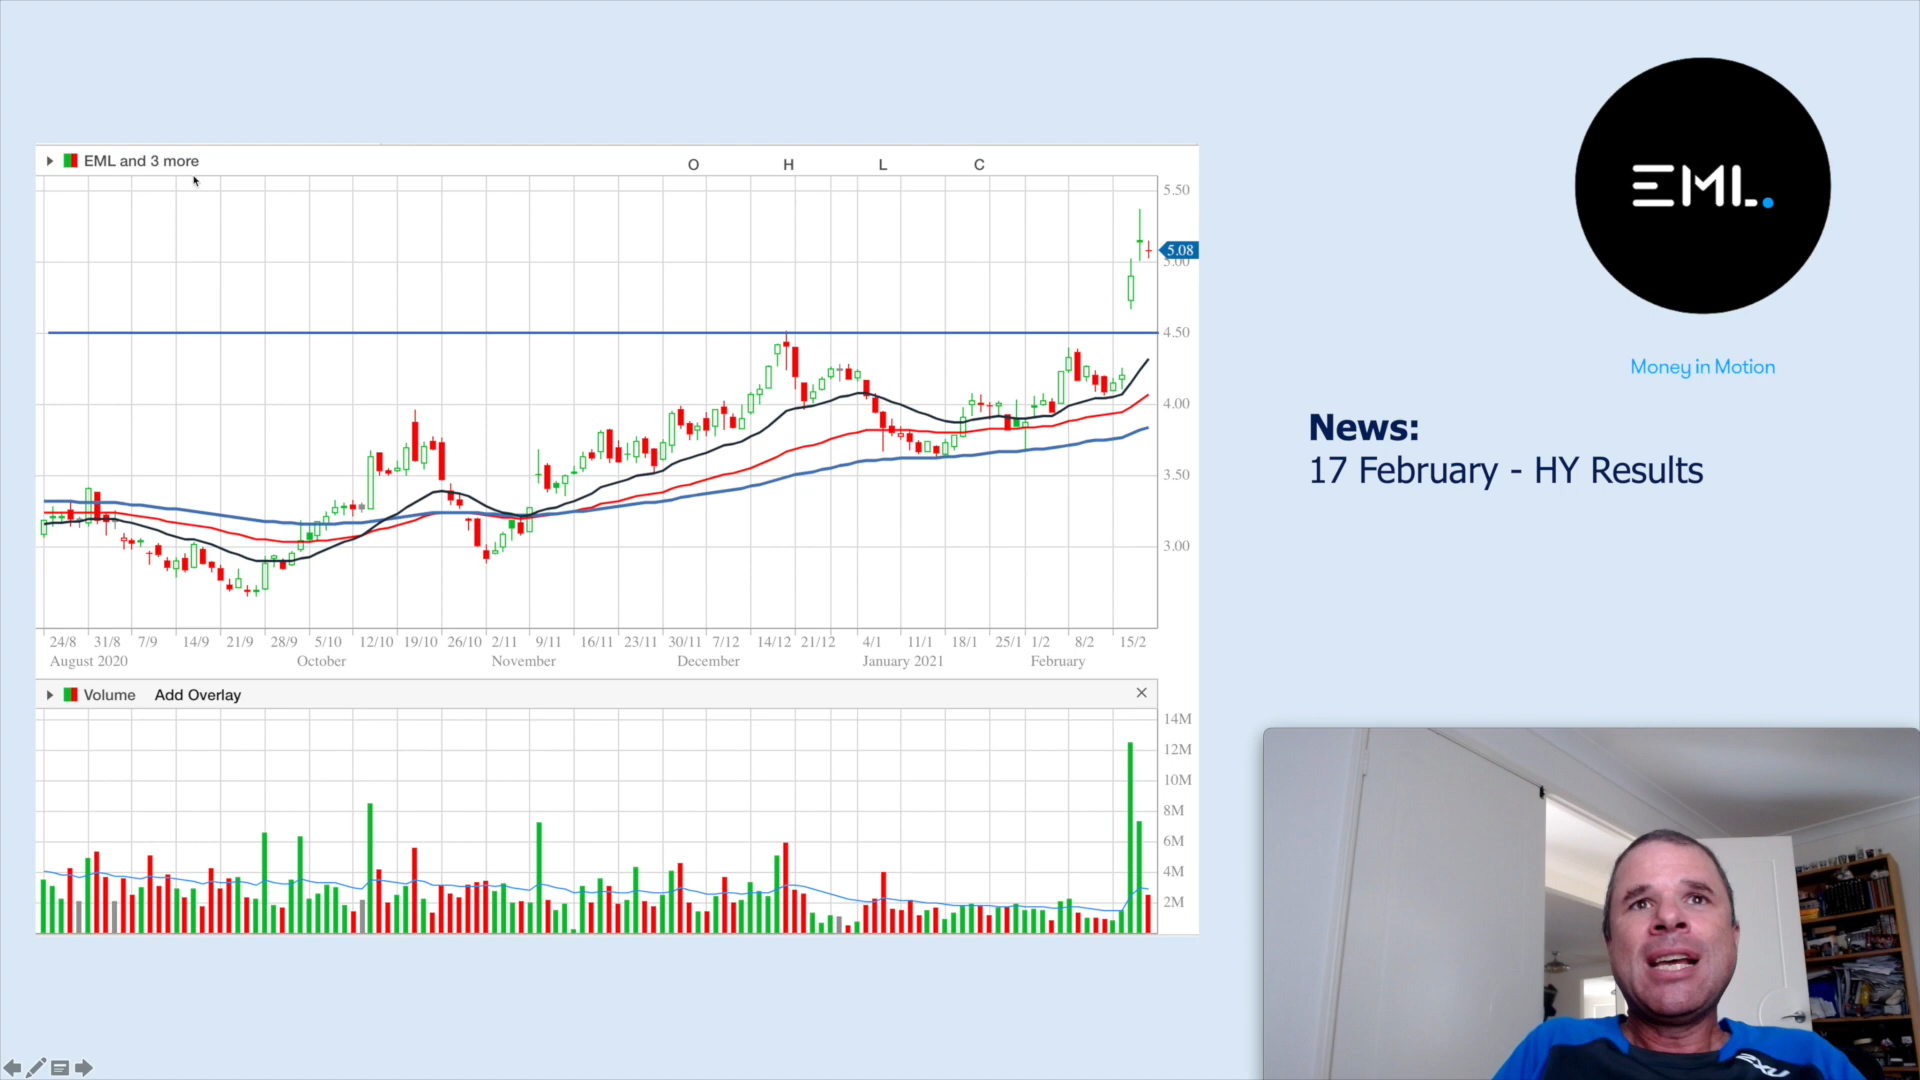 EML and 3 more
O H L C
5.50
5.08
5.00
4.50
4.00
3.50
3.00
24/8 31/8 7/9 14/9 21/9 28/9 5/10 12/10 19/10 26/10 2/11 9/11 16/11 23/11 30/11 7/12 14/12 21/12 4/1 11/1 18/1 25/1 1/2 8/2 15/2
August 2020 October November December January 2021 February
Volume Add Overlay
14M
12M
10M
8M
6M
4M
2M
EML.
Money in Motion
News:
17 February - HY Results
2XU